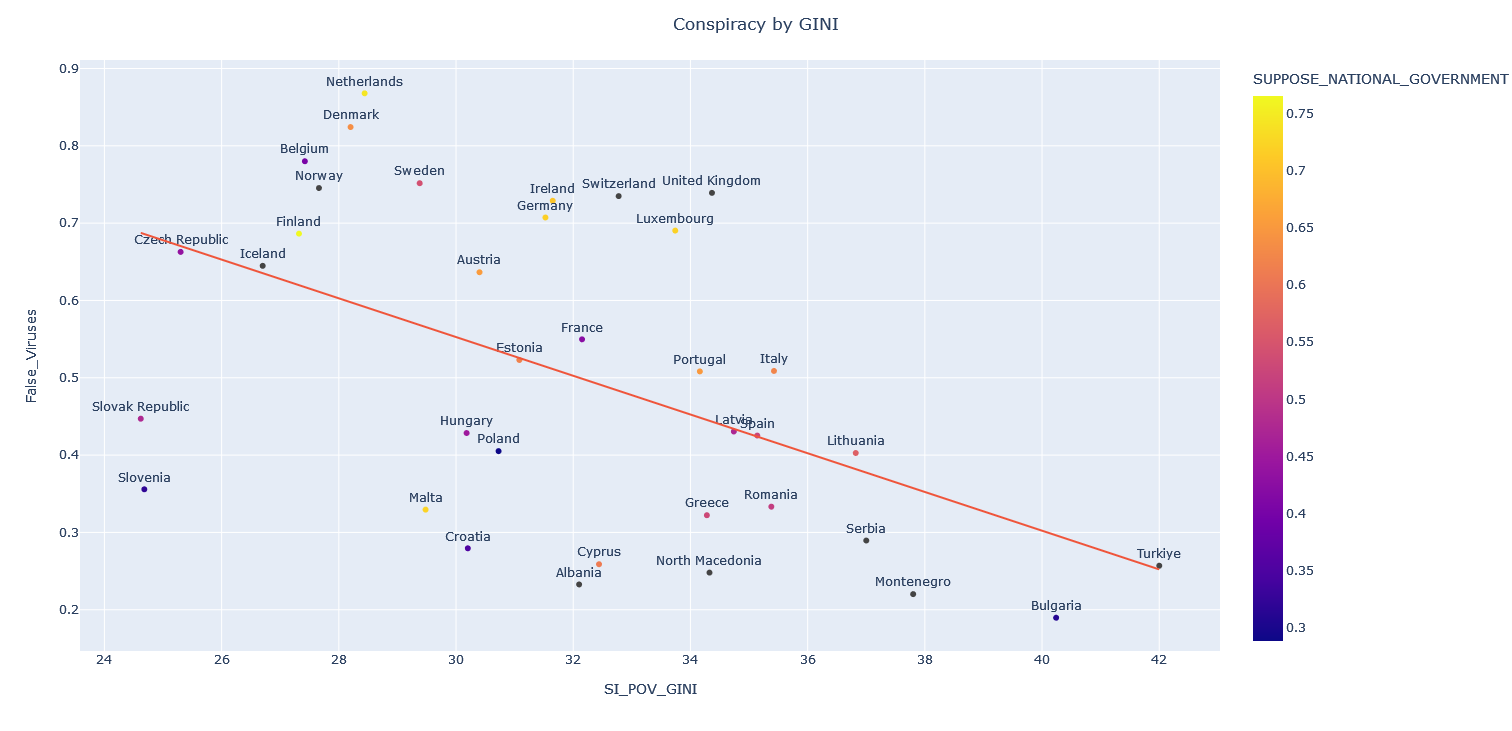 Conspiracy by GINI
SUPPOSE_NATIONAL_GOVERNMENT
0.9
0.8
0.7
0.6
0.5
0.4
0.3
0.2
False_Viruses
Netherlands
Denmark
Belgium
Norway
Sweden
Ireland
Switzerland
United Kingdom
Germany
Finland
Luxembourg
Czech Republic
Iceland
Austria
France
Estonia
Portugal
Italy
Slovak Republic
Hungary
Latvia
Spain
Poland
Lithuania
Slovenia
Malta
Greece
Romania
Croatia
Serbia
Cyprus
North Macedonia
Turkiye
Albania
Montenegro
Bulgaria
24
26
28
30
32
34
36
38
40
42
SI_POV_GINI
0.75
0.7
0.65
0.6
0.55
0.5
0.45
0.4
0.35
0.3